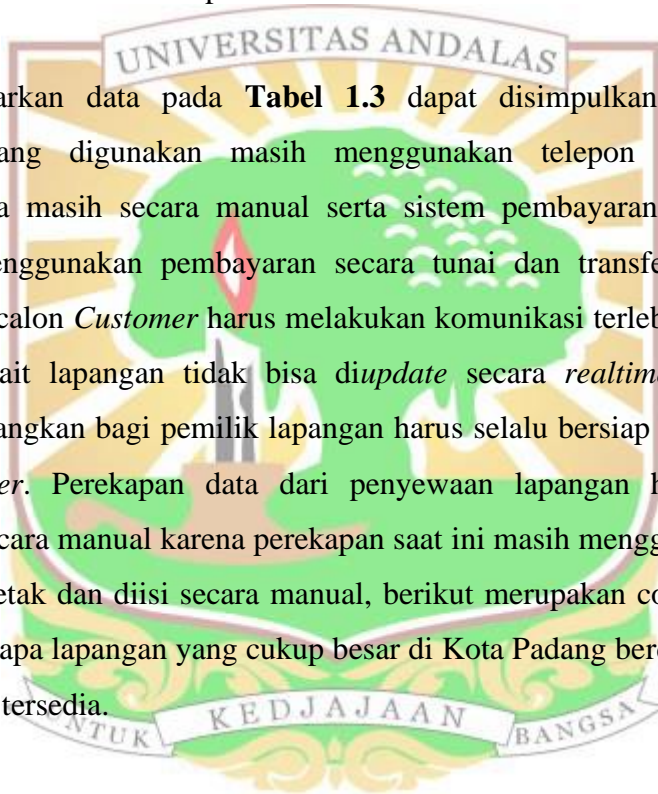 UNIVERSITAS ANDALAS
arkan data pada Tabel 1.3 dapat disimpulkan
ang digunakan masih menggunakan telepon
a masih secara manual serta sistem pembayaran
enggunakan pembayaran secara tunai dan transfe
calon Customer harus melakukan komunikasi terleb
ait lapangan tidak bisa diupdate secara realtime
angkan bagi pemilik lapangan harus selalu bersiap
er. Perekapan data dari penyewaan lapangan h
cara manual karena perekapan saat ini masih mengg
etak dan diisi secara manual, berikut merupakan co
apa lapangan yang cukup besar di Kota Padang bero
tersedia.
UNTUK KEDJAJAAN BANGSA